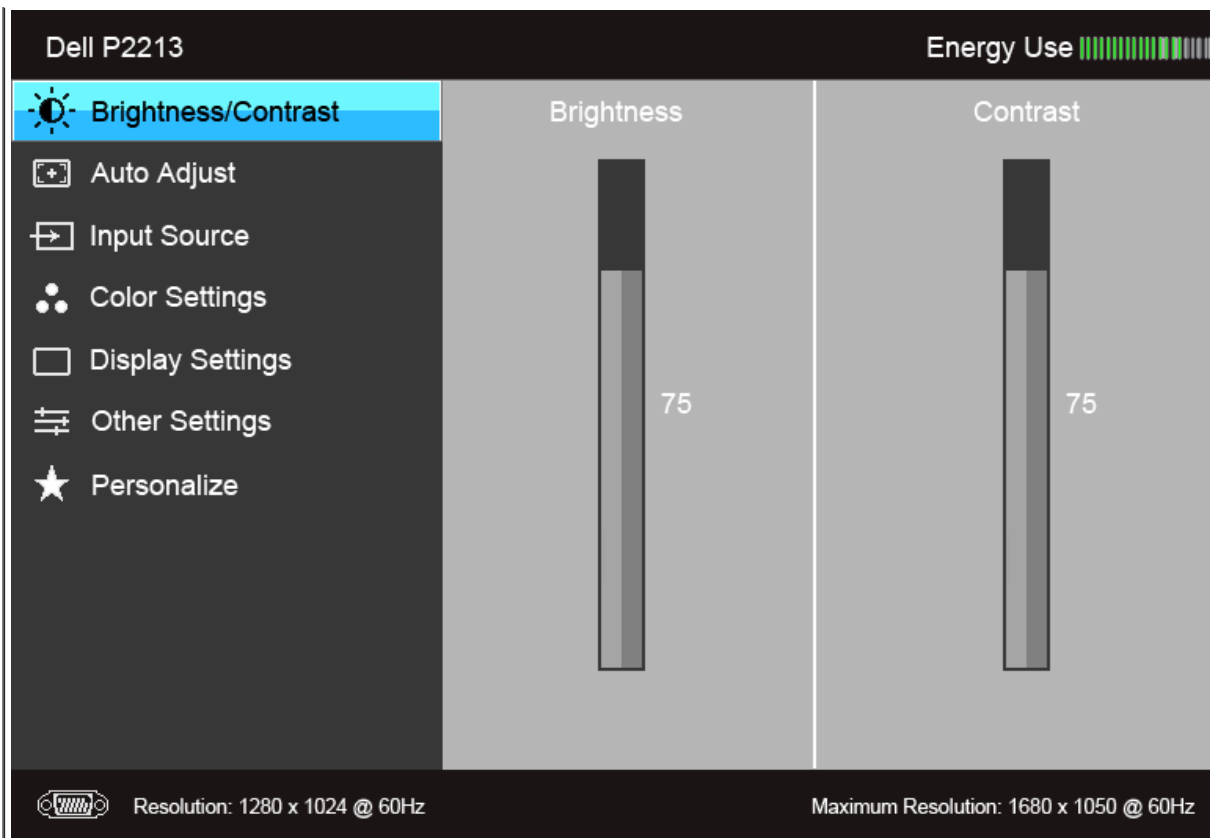 Dell P2213
Energy Use
Brightness/Contrast
Auto Adjust
Input Source
Color Settings
Display Settings
Other Settings
Personalize
Brightness
75
Contrast
75
Resolution: 1280 x 1024 @ 60Hz
Maximum Resolution: 1680 x 1050 @ 60Hz